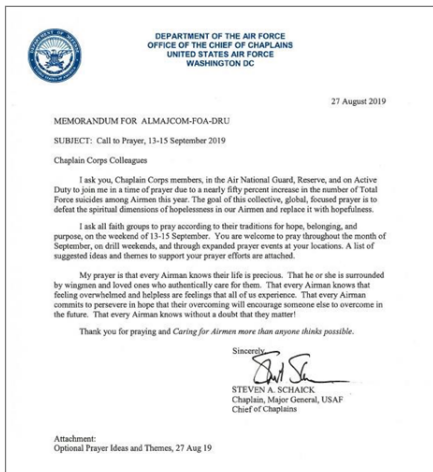 DEPARTMENT OF THE AIR FORCE
OFFICE OF THE CHIEF OF CHAPLAINS
UNITED STATES AIR FORCE
WASHINGTON DC
27 August 2019
MEMORANDUM FOR ALMAJCOM-FOA-DRU
SUBJECT: Call to Prayer, 13-15 September 2019
Chaplain Corps Colleagues
I ask you, Chaplain Corps members, in the Air National Guard, Reserve, and on Active
Duty to join me in a time of prayer due to a nearly fifty percent increase in the number of Total
Force suicides among Airmen this year. The goal of this collective, global, focused prayer is to
defeat the spiritual dimensions of hopelessness in our Airmen and replace it with hopefulness.
I ask all faith groups to pray according to their traditions for hope, belonging, and
purpose, on the weekend of 13-15 September. You are welcome to pray throughout the month of
September, on drill weekends, and through expanded prayer events at your locations. A list of
suggested ideas and themes to support your prayer efforts are attached.
My prayer is that every Airman knows their life is precious. That he or she is surrounded
by wingmen and loved ones who authentically care for them. That every Airman knows that
feeling overwhelmed and helpless are feelings that all of us experience. That every Airman
commits to persevere in hope that their overcoming will encourage someone else to overcome in
the future. That every Airman knows without a doubt that they matter!
Thank you for praying and Caring for Airmen more than anyone thinks possible.
Sincerely,
STEVEN A. SCHAICK
Chaplain, Major General, USAF
Chief of Chaplains
Attachment:
Optional Prayer Ideas and Themes, 27 Aug 19